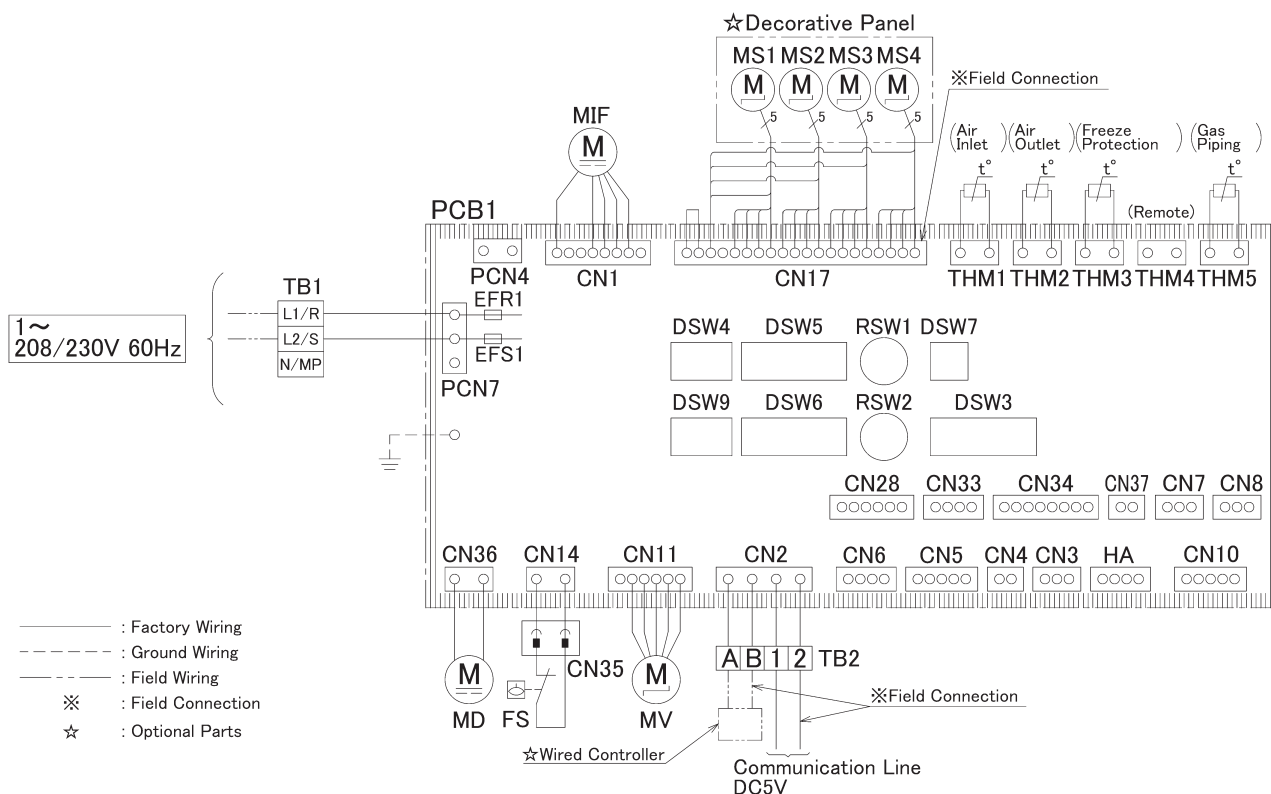 ☆Decorative Panel
MS1 MS2 MS3 MS4
M M M M
5 5 5 5
※Field Connection
MIF
M
(Air Inlet)
(Air Outlet)
(Freeze Protection)
(Gas Piping)
t° t° t° t°
(Remote)
PCB1
PCN4
CN1
CN17
THM1 THM2 THM3 THM4 THM5
TB1
L1/R
L2/S
N/MP
1～
208/230V 60Hz
EFR1
EFS1
PCN7
DSW4 DSW5 RSW1 DSW7
DSW9 DSW6 RSW2 DSW3
CN28 CN33 CN34 CN37 CN7 CN8
CN36 CN14 CN11 CN2 CN6 CN5 CN4 CN3 HA CN10
: Factory Wiring
: Ground Wiring
: Field Wiring
※ : Field Connection
☆ : Optional Parts
M
MD
FS
CN35
M
MV
A B 1 2 TB2
※Field Connection
☆Wired Controller
Communication Line
DC5V